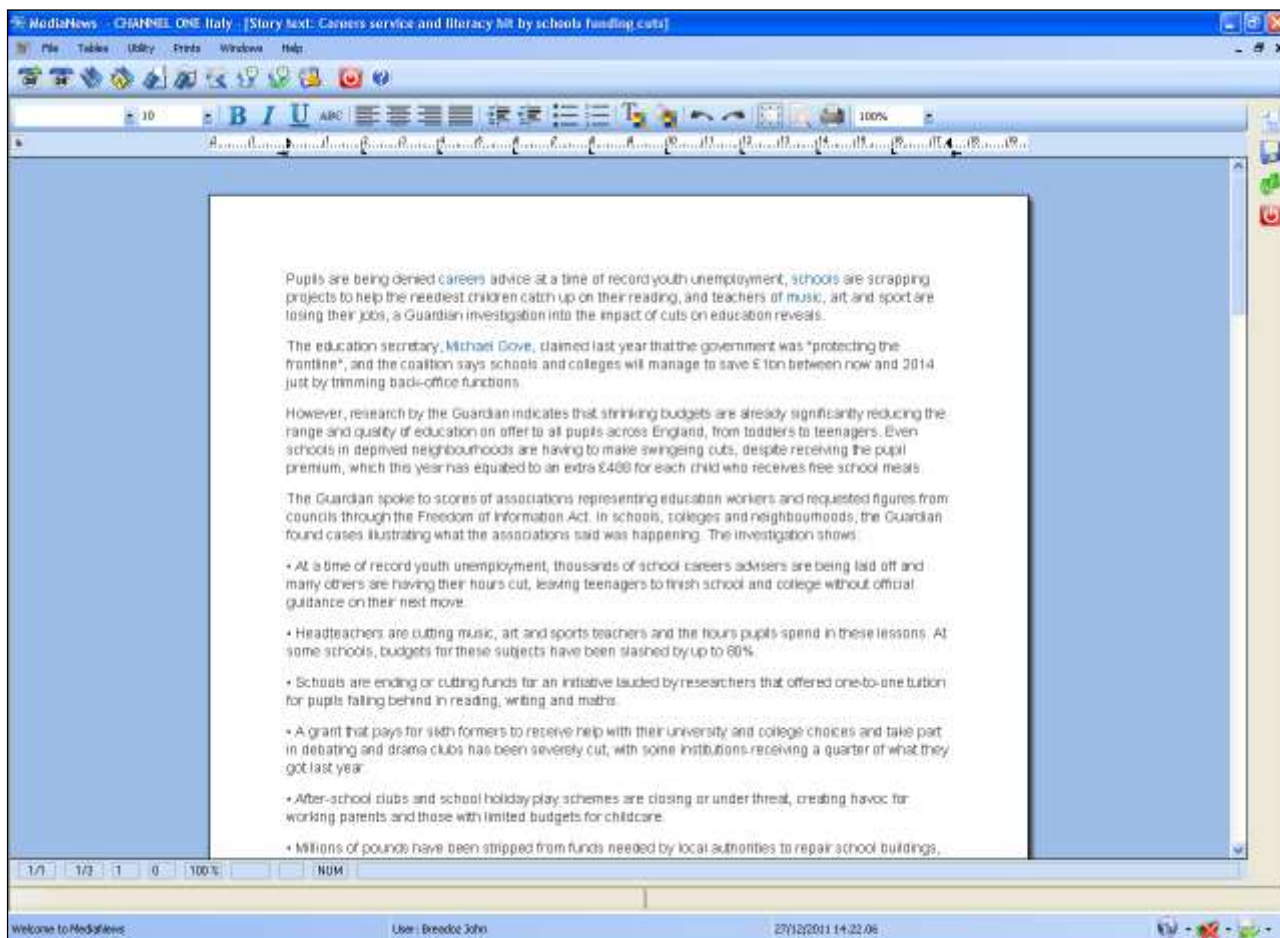 MediaNews - CHANNEL ONE Italy - [Story text: Careers service and literacy hit by schools funding cuts]
File Tables Utility Prints Windows Help
10 B I U ABC 100%
Pupils are being denied careers advice at a time of record youth unemployment, schools are scrapping
projects to help the neediest children catch up on their reading, and teachers of music, art and sport are
losing their jobs, a Guardian investigation into the impact of cuts on education reveals.
The education secretary, Michael Gove, claimed last year that the government was "protecting the
frontline", and the coalition says schools and colleges will manage to save £1bn between now and 2014
just by trimming back-office functions.
However, research by the Guardian indicates that shrinking budgets are already significantly reducing the
range and quality of education on offer to all pupils across England, from toddlers to teenagers. Even
schools in deprived neighbourhoods are having to make swingeing cuts, despite receiving the pupil
premium, which this year has equated to an extra £488 for each child who receives free school meals.
The Guardian spoke to scores of associations representing education workers and requested figures from
councils through the Freedom of Information Act. In schools, colleges and neighbourhoods, the Guardian
found cases illustrating what the associations said was happening. The investigation shows:
• At a time of record youth unemployment, thousands of school careers advisers are being laid off and
many others are having their hours cut, leaving teenagers to finish school and college without official
guidance on their next move.
• Headteachers are cutting music, art and sports teachers and the hours pupils spend in these lessons. At
some schools, budgets for these subjects have been slashed by up to
• Schools are ending or cutting funds for an initiative lauded by researchers that offered one-to-one tuition
for pupils falling behind in reading, writing and maths.
• A grant that pays for sixth formers to receive help with their university and college choices and take part
in debating and drama clubs has been severely cut, with some institutions receiving a quarter of what they
got last year.
• After-school clubs and school holiday play schemes are closing or under threat, creating havoc for
working parents and those with limited budgets for childcare.
• Millions of pounds have been stripped from funds needed by local authorities to repair school buildings,
1/1 1/3 1 0 100% NUM
Welcome to MediaNews User: Breedoz John 27/12/2011 14.22.06